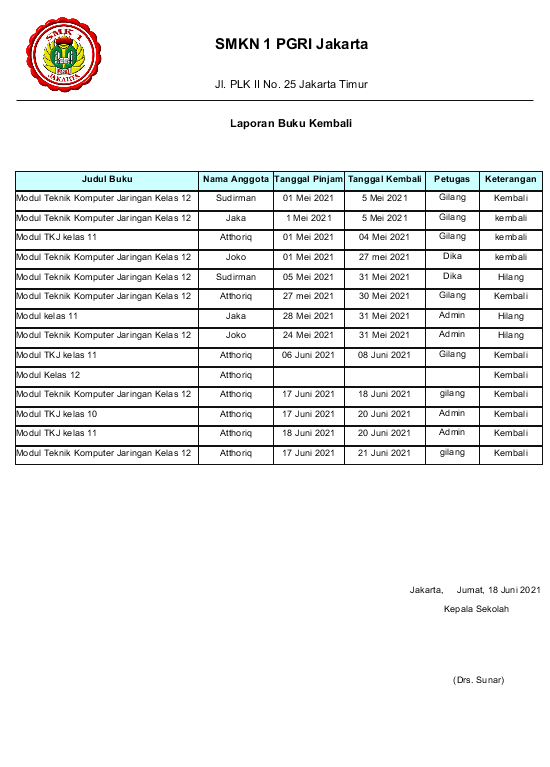 SMK 1
PGRI
JAKARTA
SMKN 1 PGRI Jakarta
Jl. PLK II No. 25 Jakarta Timur
Laporan Buku Kembali
Judul Buku Nama Anggota Tanggal Pinjam Tanggal Kembali Petugas Keterangan
Modul Teknik Komputer Jaringan Kelas 12 Sudirman 01 Mei 2021 5 Mei 2021 Gilang Kembali
Modul Teknik Komputer Jaringan Kelas 12 Jaka 1 Mei 2021 5 Mei 2021 Gilang kembali
Modul TKJ kelas 11 Atthoriq 01 Mei 2021 04 Mei 2021 Gilang kembali
Modul Teknik Komputer Jaringan Kelas 12 Joko 01 Mei 2021 27 mei 2021 Dika kembali
Modul Teknik Komputer Jaringan Kelas 12 Sudirman 05 Mei 2021 31 Mei 2021 Dika Hilang
Modul Teknik Komputer Jaringan Kelas 12 Atthoriq 27 mei 2021 30 Mei 2021 Gilang Kembali
Modul kelas 11 Jaka 28 Mei 2021 31 Mei 2021 Admin Hilang
Modul Teknik Komputer Jaringan Kelas 12 Joko 24 Mei 2021 31 Mei 2021 Admin Hilang
Modul TKJ kelas 11 Atthoriq 06 Juni 2021 08 Juni 2021 Gilang Kembali
Modul Kelas 12 Atthoriq Kembali
Modul Teknik Komputer Jaringan Kelas 12 Atthoriq 17 Juni 2021 18 Juni 2021 gilang Kembali
Modul TKJ kelas 10 Atthoriq 17 Juni 2021 20 Juni 2021 Admin Kembali
Modul TKJ kelas 11 Atthoriq 18 Juni 2021 20 Juni 2021 Admin Kembali
Modul Teknik Komputer Jaringan Kelas 12 Atthoriq 17 Juni 2021 21 Juni 2021 gilang Kembali
Jakarta, Jumat, 18 Juni 2021
Kepala Sekolah
(Drs. Sunar)